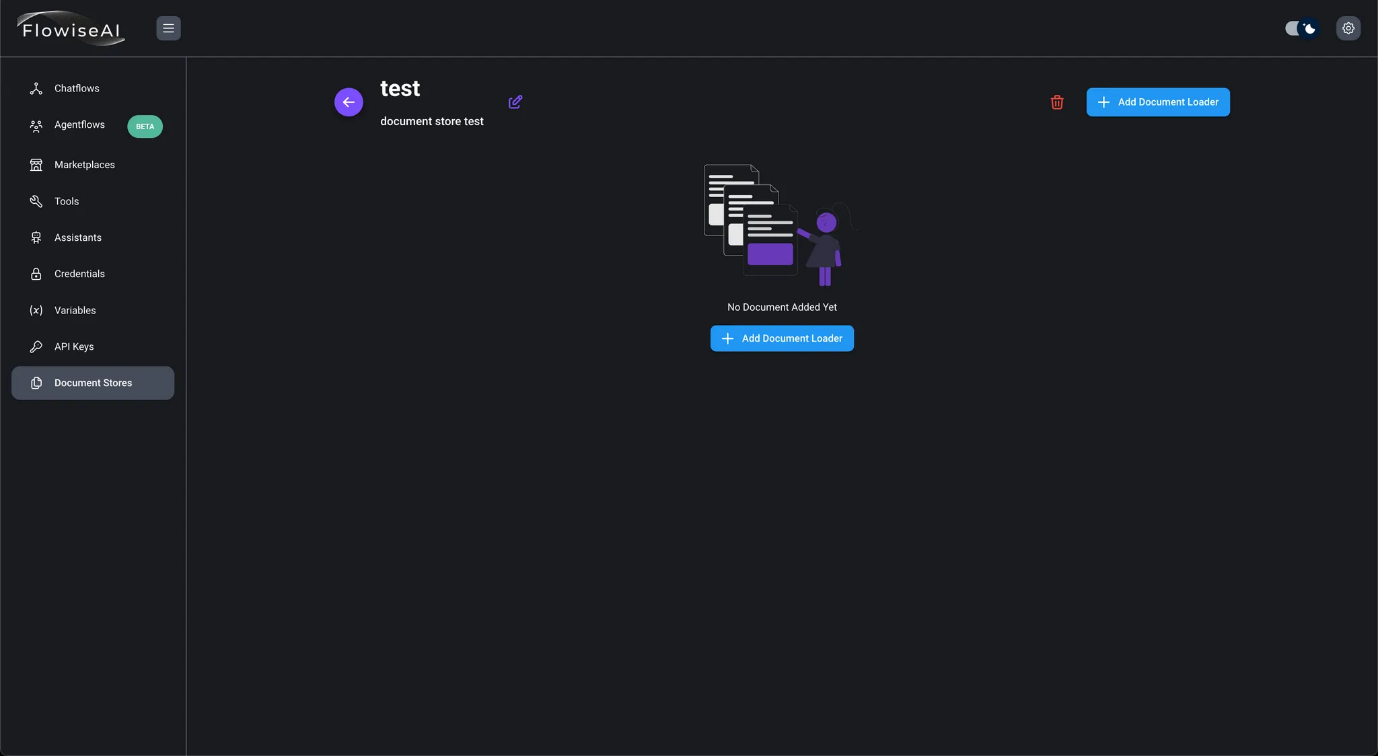 FlowiseAI
Chatflows
Agentflows
BETA
Marketplaces
Tools
Assistants
Credentials
Variables
API Keys
Document Stores
test
document store test
Add Document Loader
No Document Added Yet
Add Document Loader